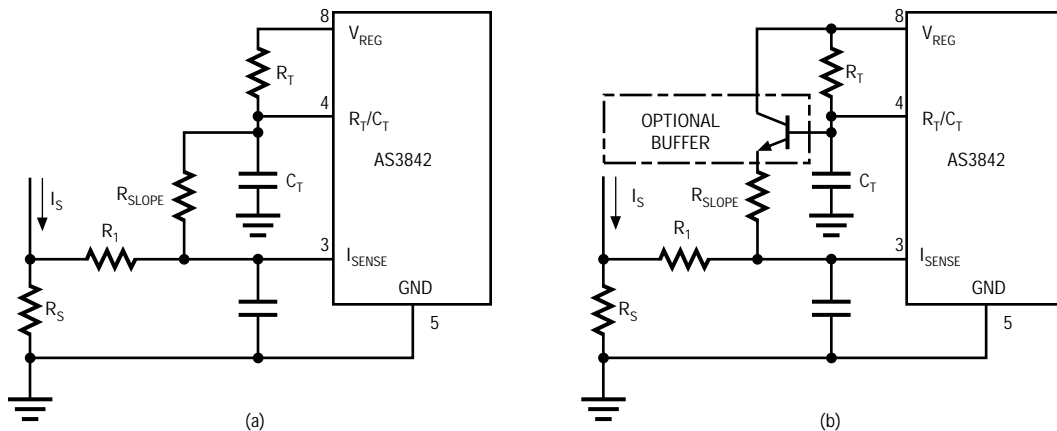 8
V_REG
R_T
4
R_T/C_T
AS3842
C_T
R_SLOPE
I_S
R_1
3
I_SENSE
R_S
GND
5
(a)
8
V_REG
R_T
4
R_T/C_T
OPTIONAL
BUFFER
AS3842
C_T
R_SLOPE
I_S
R_1
3
I_SENSE
R_S
GND
5
(b)